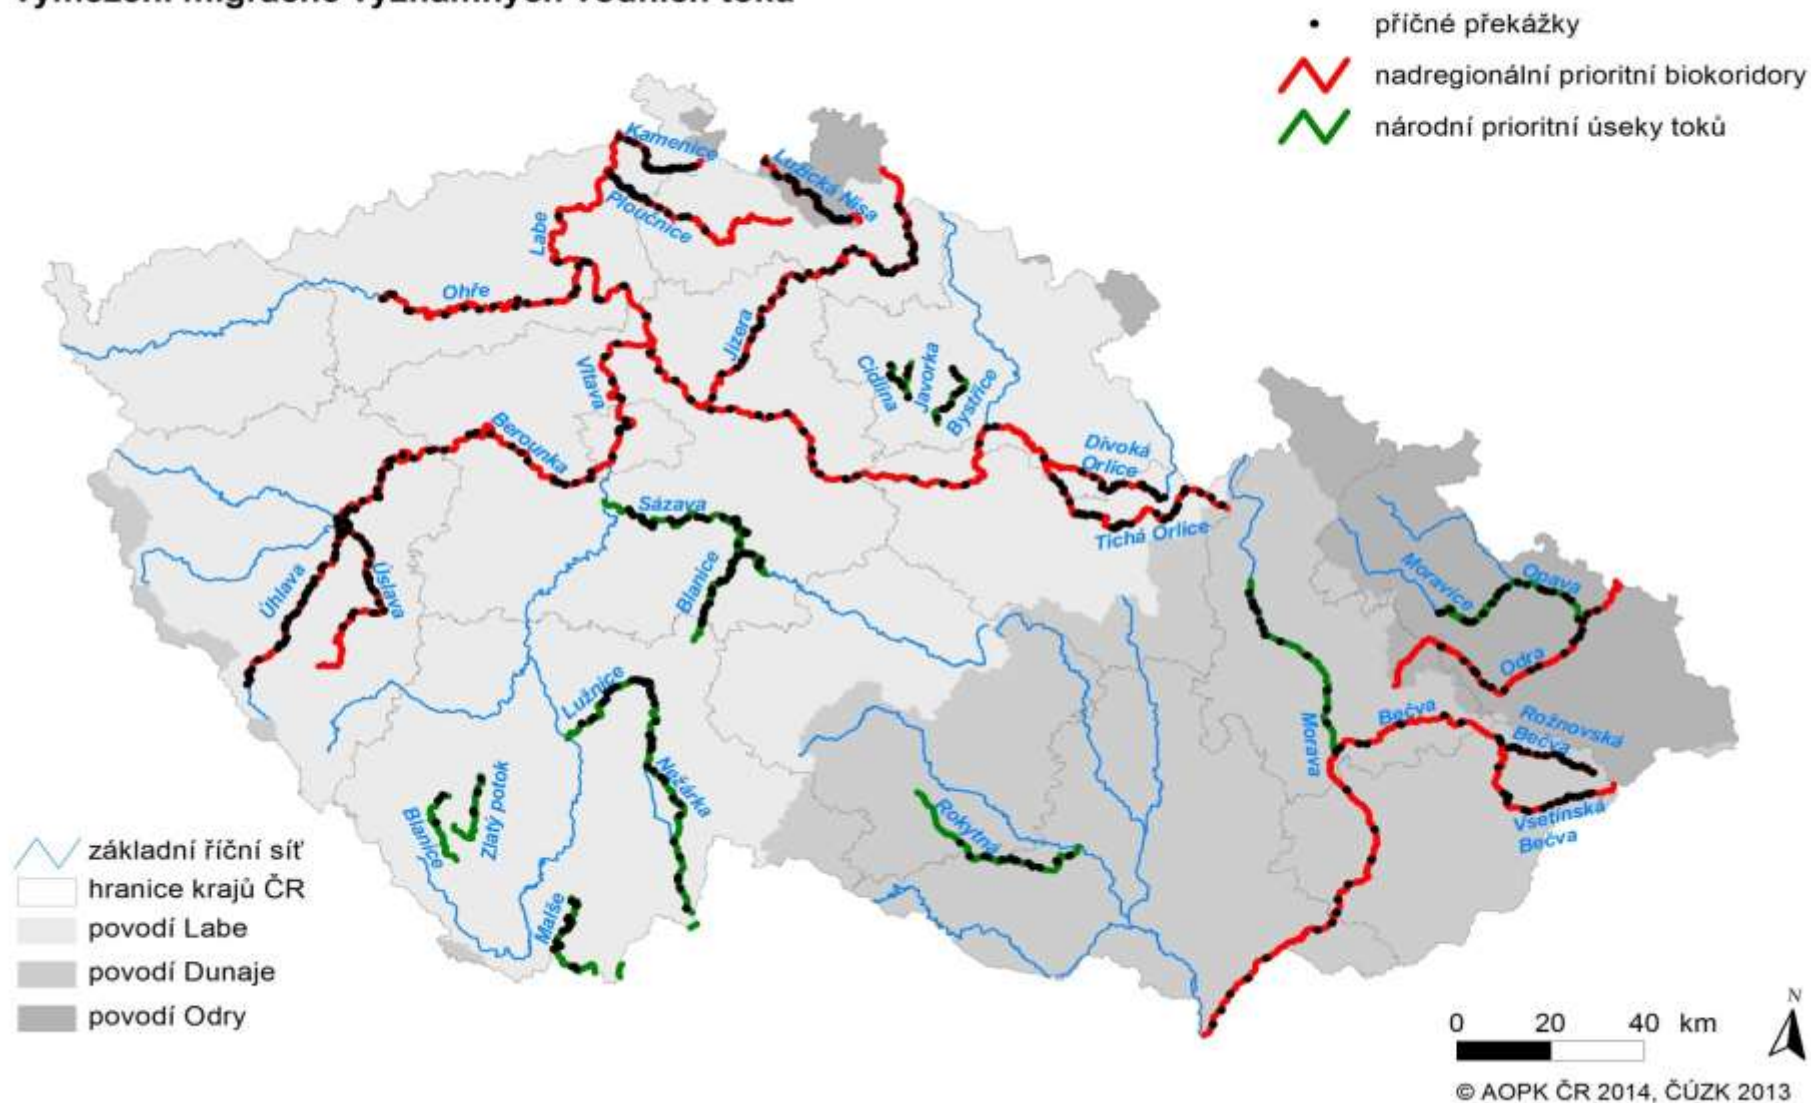 příčné překážky
nadregionální prioritní biokoridory
národní prioritní úseky toků
Kamenice
Lužická Nisa
Ploučnice
Labe
Ohře
Jizera
Vltava
Cidlina
Javorka
Bystřice
Berounka
Divoká
Orlice
Sázava
Tichá Orlice
Úhlava
Úslava
Blanice
Moravice
Opava
Odra
Lužnice
Bečva
Rožnovská
Bečva
Morava
Nežárka
Blanice
Zlatý potok
Rokytná
Vsetínská
Bečva
Malše
základní říční síť
hranice krajů ČR
povodí Labe
povodí Dunaje
povodí Odry
N
0 20 40 km
© AOPK ČR 2014, ČÚZK 2013